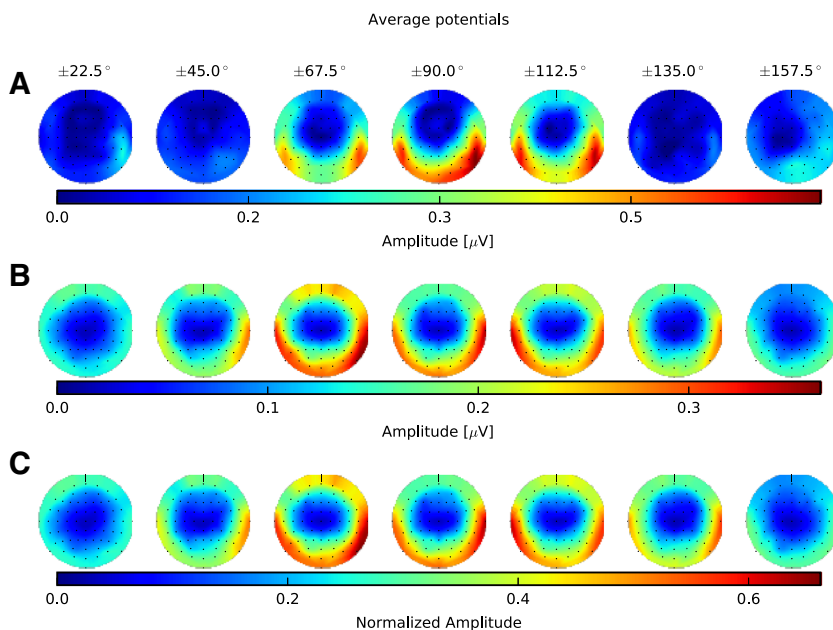 Average potentials
±22.5° ±45.0° ±67.5° ±90.0° ±112.5° ±135.0° ±157.5°
A
0.0 0.2 0.3 0.5
Amplitude [μV]
B
0.0 0.1 0.2 0.3
Amplitude [μV]
C
0.0 0.2 0.4 0.6
Normalized Amplitude